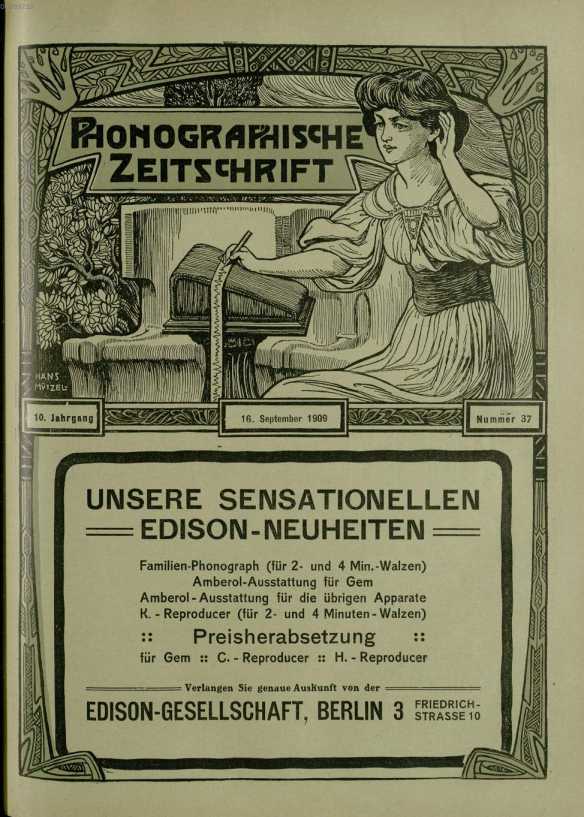 PHONOGRAPHISCHE
ZEITSCHRIFT
HANS
MÜTZEL
10. Jahrgang
16. September 1909
Nummer 37
UNSERE SENSATIONELLEN
EDISON-NEUHEITEN
Familien-Phonograph (für 2- und 4 Min.-Walzen)
Amberol-Ausstattung für Gem
Amberol-Ausstattung für die übrigen Apparate
K.-Reproducer (für 2- und 4 Minuten-Walzen)
:: Preisherabsetzung ::
für Gem :: C.-Reproducer :: H.-Reproducer
Verlangen Sie genaue Auskunft von der
EDISON-GESELLSCHAFT, BERLIN 3 FRIEDRICH-
STRASSE 10